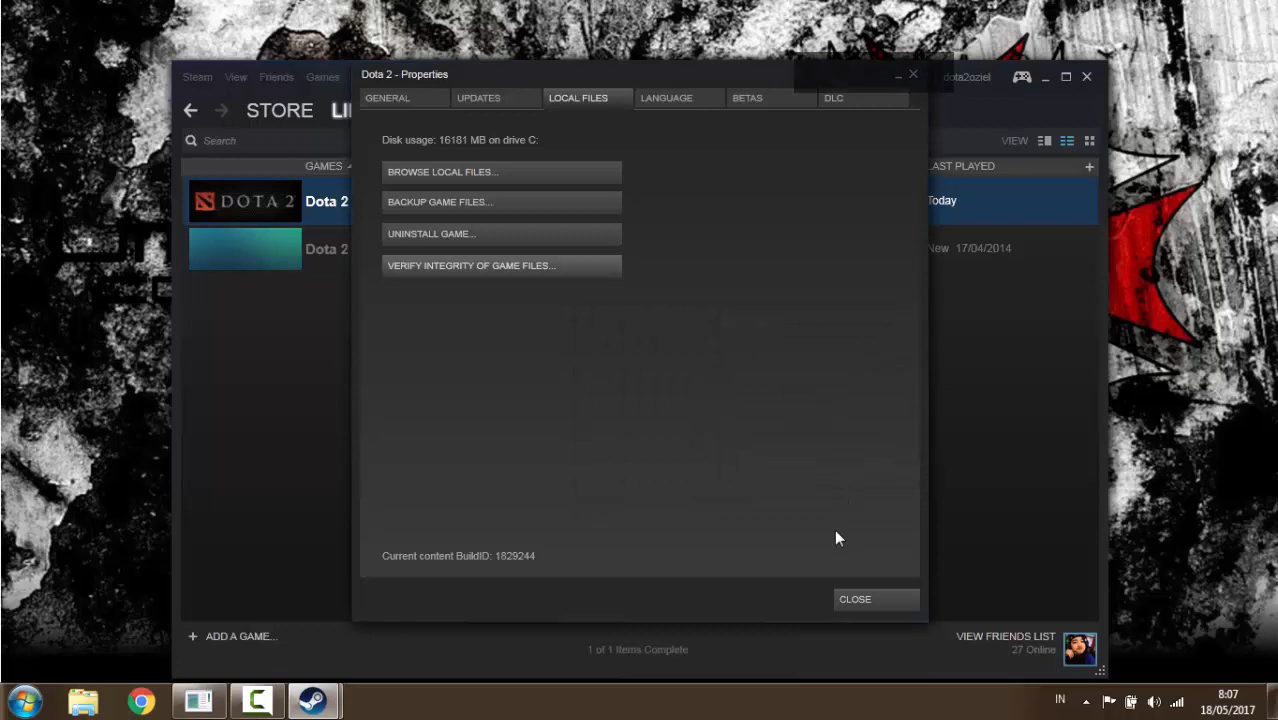 Dota 2 - Properties
Steam View Friends Games
dota2oziel
GENERAL UPDATES LOCAL FILES LANGUAGE BETAS DLC
STORE LI
Disk usage: 16181 MB on drive C:
Search
VIEW
GAMES
LAST PLAYED
BROWSE LOCAL FILES...
DOTA 2 Dota 2
BACKUP GAME FILES...
Today
UNINSTALL GAME...
Dota 2
New 17/04/2014
VERIFY INTEGRITY OF GAME FILES...
Current content BuildID: 1829244
CLOSE
+ ADD A GAME...
1 of 1 Items Complete
VIEW FRIENDS LIST
27 Online
IN
8:07
18/05/2017